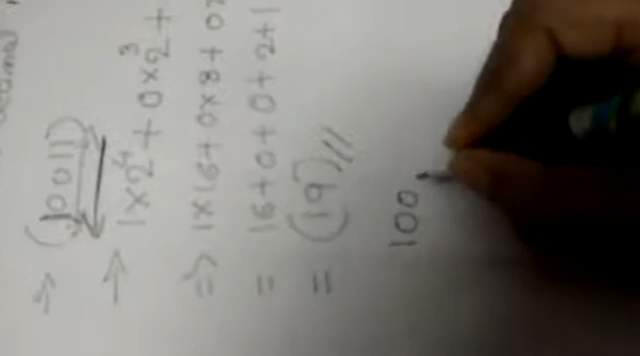 ⇒ (10011)
→ 1×2⁴ + 0×2³ +
⇒ 1×16 + 0×8 + 0
= 16+0+0+2+1
= (19)//
100